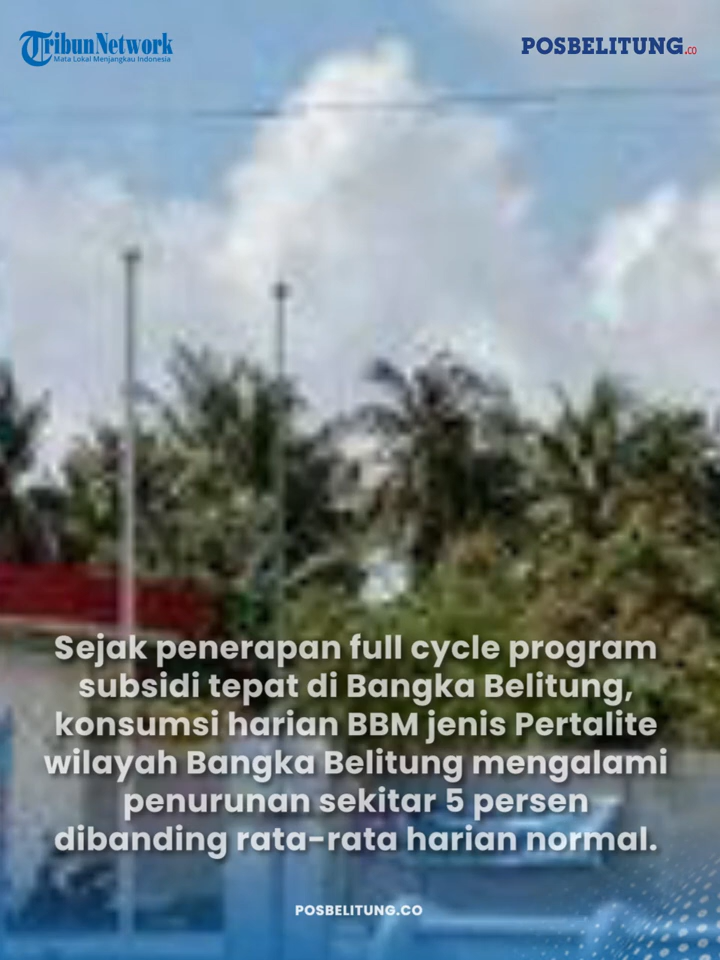 TribunNetwork
Mata Lokal Menjangkau Indonesia
POSBELITUNG.CO
Sejak penerapan full cycle program
subsidi tepat di Bangka Belitung,
konsumsi harian BBM jenis Pertalite
wilayah Bangka Belitung mengalami
penurunan sekitar 5 persen
dibanding rata-rata harian normal.
POSBELITUNG.CO